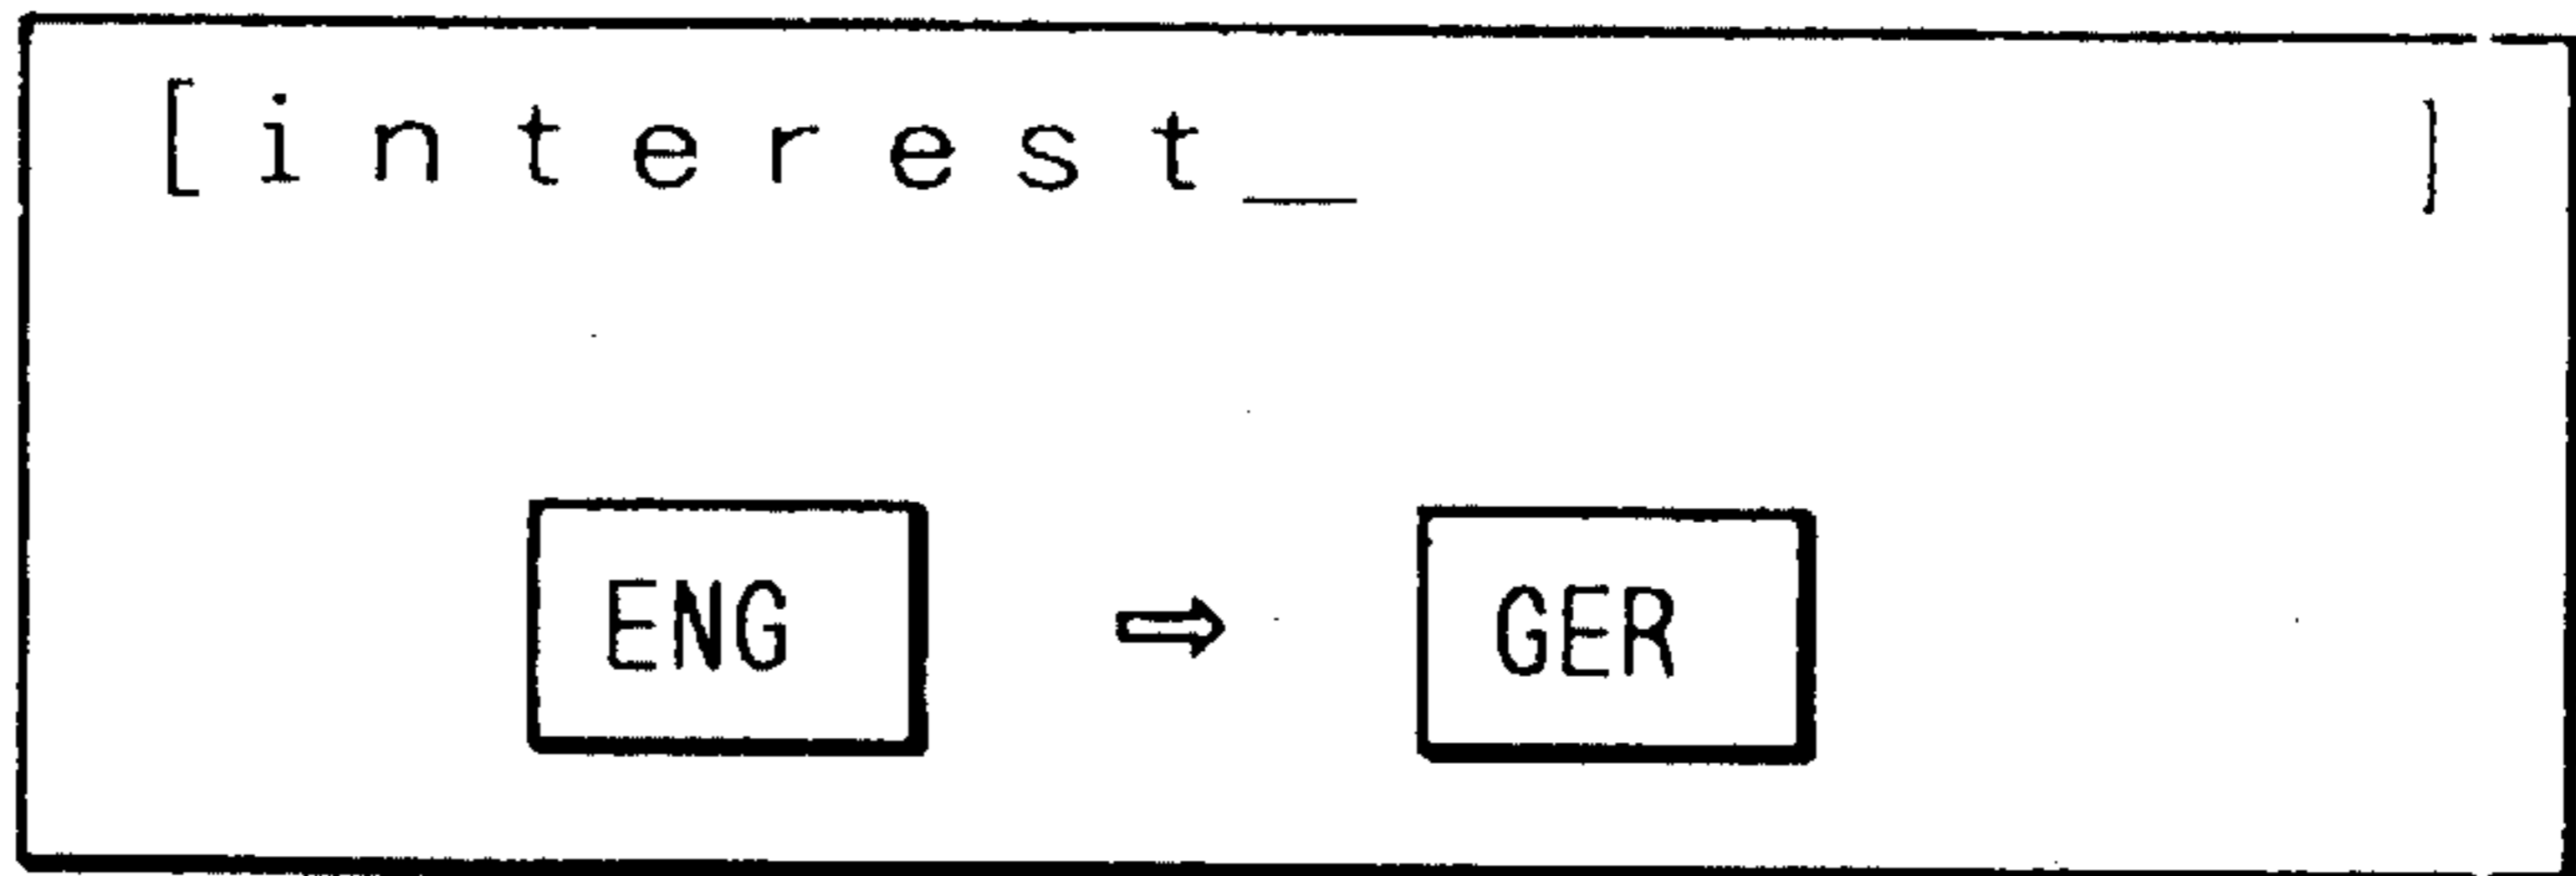 [interest_ ]
ENG ⇨ GER